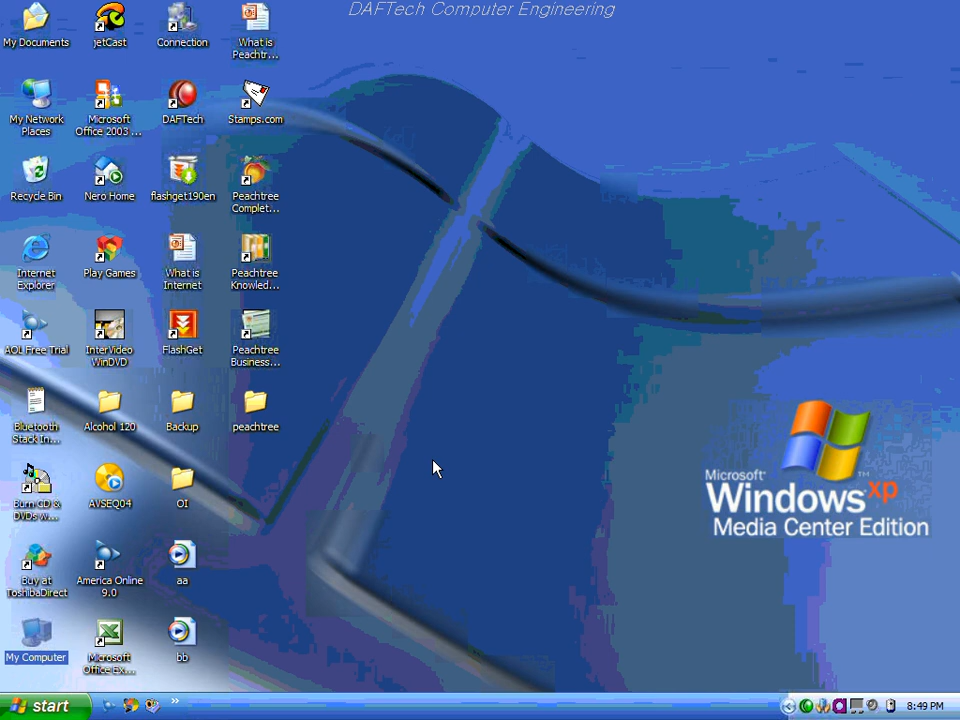 DAFTech Computer Engineering
My Documents
jetCast
Connection
What is
Peachtr...
My Network
Places
Microsoft
Office 2003 ...
DAFTech
Stamps.com
Recycle Bin
Nero Home
flashget190en
Peachtree
Complet...
Internet
Explorer
Play Games
What is
Internet
Peachtree
Knowled...
AOL Free Trial
InterVideo
WinDVD
FlashGet
Peachtree
Business...
Bluetooth
Stack In...
Alcohol 120
Backup
peachtree
Burn CD &
DVDs w...
AVSEQ04
OI
Buy at
ToshibaDirect
America Online
9.0
aa
My Computer
Microsoft
Office Ex...
bb
Microsoft
Windows xp
TM
Media Center Edition
start
8:49 PM